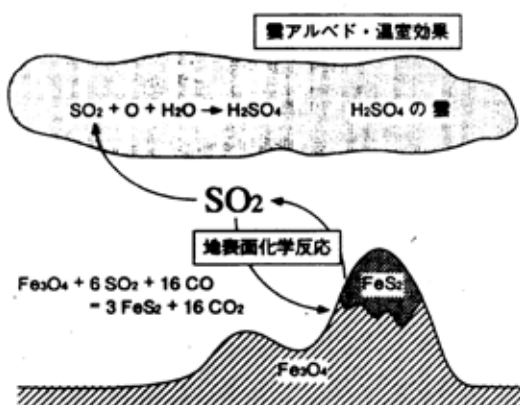 雲アルベド・温室効果
SO₂ + O + H₂O → H₂SO₄
H₂SO₄ の 雲
SO₂
地表面化学反応
Fe₃O₄ + 6 SO₂ + 16 CO
= 3 FeS₂ + 16 CO₂
FeS₂
Fe₃O₄